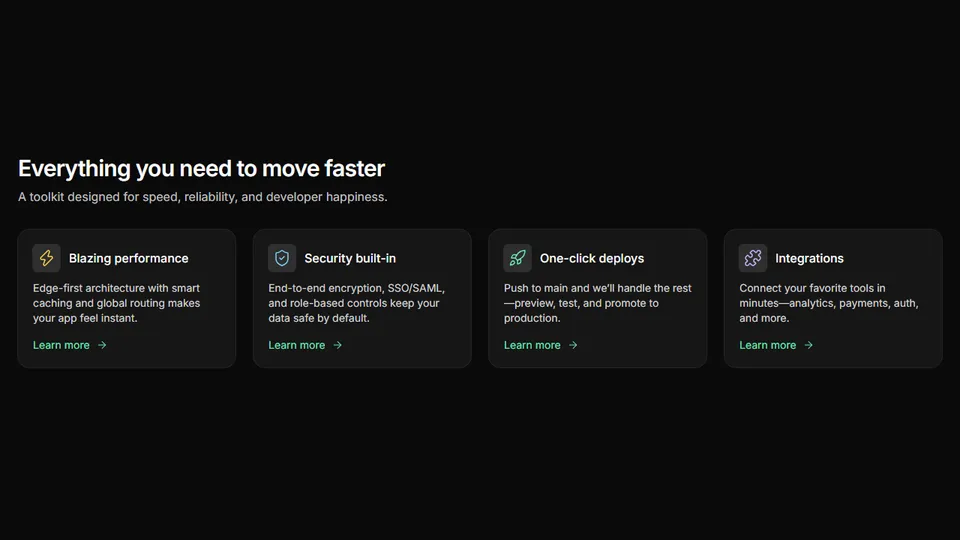 Everything you need to move faster
A toolkit designed for speed, reliability, and developer happiness.
Blazing performance
Edge-first architecture with smart
caching and global routing makes
your app feel instant.
Learn more →
Security built-in
End-to-end encryption, SSO/SAML,
and role-based controls keep your
data safe by default.
Learn more →
One-click deploys
Push to main and we’ll handle the rest
—preview, test, and promote to
production.
Learn more →
Integrations
Connect your favorite tools in
minutes—analytics, payments, auth,
and more.
Learn more →